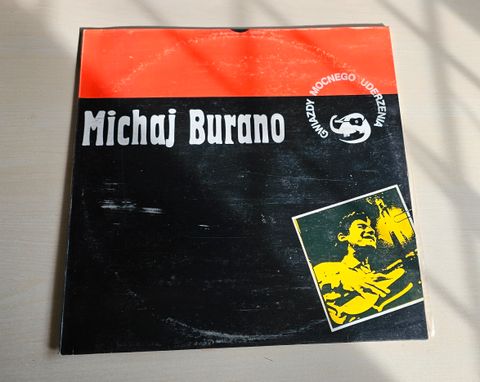 GWIAZDY MOCNEGO UDERZENIA
Michaj Burano